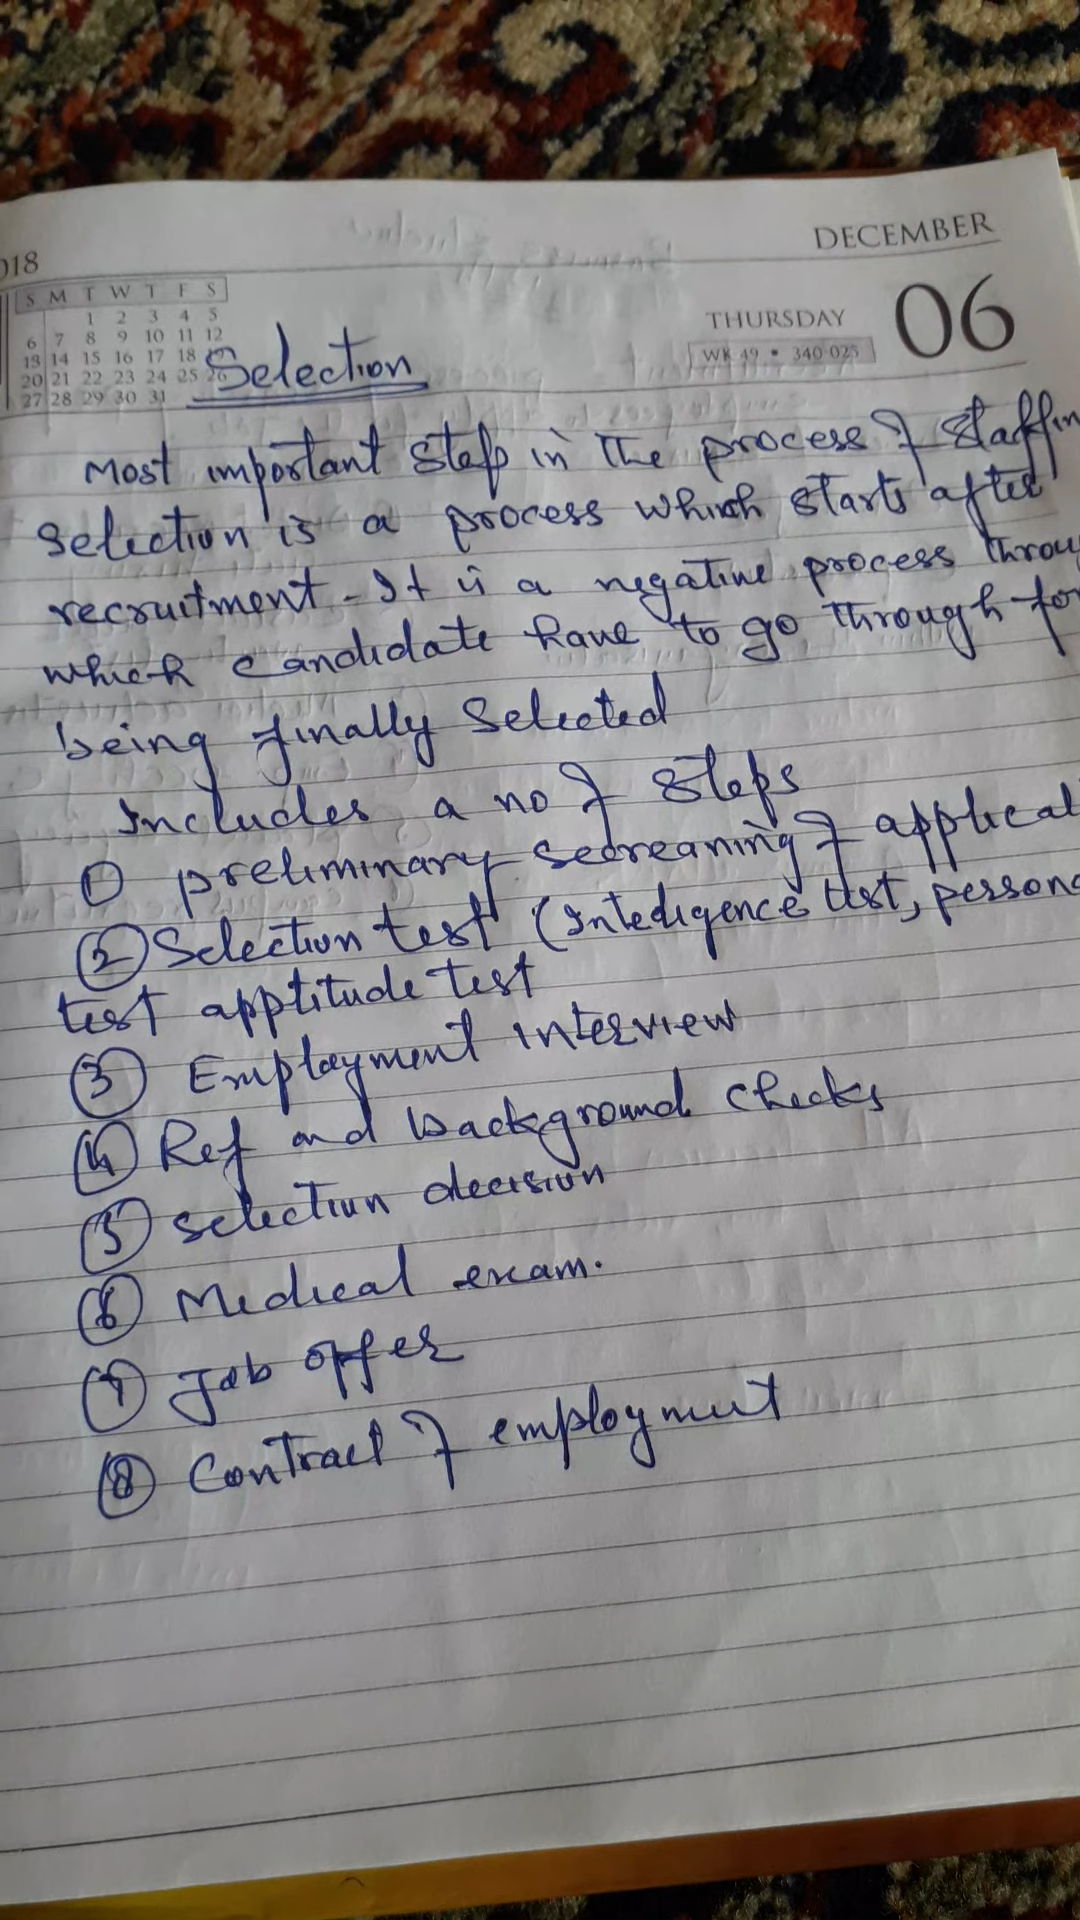 DECEMBER
018
S M T W T F S
1 2 3 4 5
6 7 8 9 10 11 12
13 14 15 16 17 18
20 21 22 23 24 25 26
27 28 29 30 31
THURSDAY 06
WK 49 • 340-025
Selection
Most important step in the process of Staffin
Selection is a process which starts after
recruitment - It is a negative process throu
which candidate have to go through for
being finally Selected
Includes a no of Steps
① preliminary secreaning of applicat
② Selection test (Intedigence test, persona
test apptitude test
③ Employment interview
④ Ref and background checks
⑤ selection decision
⑥ Medical exam.
⑦ Job offer
⑧ Contract of employment